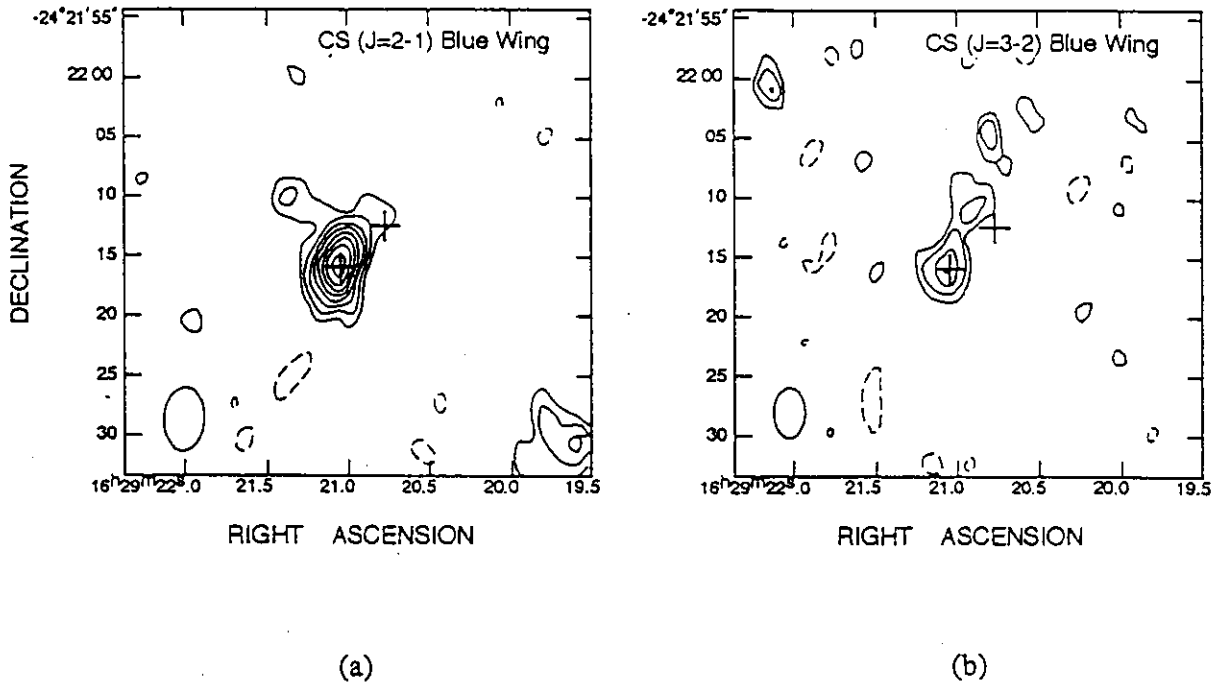 -24°21'55"
CS (J=2-1) Blue Wing
22 00
05
10
15
20
25
30
DECLINATION
16ʰ29ᵐ22ˢ.0
21.5
21.0
20.5
20.0
19.5
RIGHT ASCENSION
(a)
-24°21'55"
CS (J=3-2) Blue Wing
22 00
05
10
15
20
25
30
16ʰ29ᵐ22ˢ.0
21.5
21.0
20.5
20.0
19.5
RIGHT ASCENSION
(b)